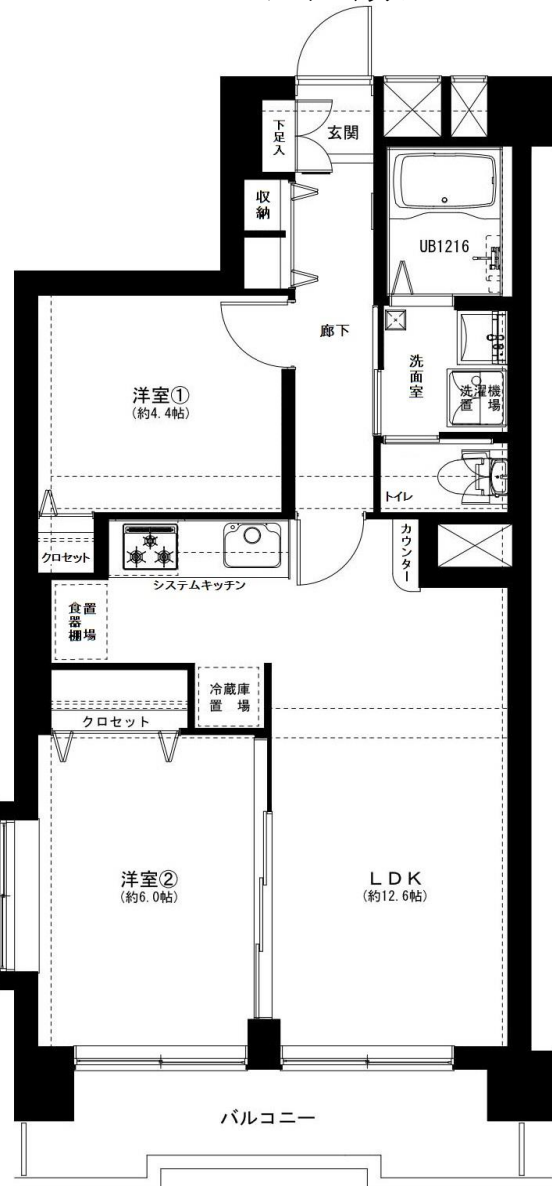 下足入
玄関
収納
UB1216
廊下
洗面室
洗濯機
置場
洋室①
(約4.4帖)
トイレ
クロゼット
システムキッチン
カウンター
食器棚
置場
冷蔵庫
置場
クロゼット
洋室②
(約6.0帖)
LDK
(約12.6帖)
バルコニー